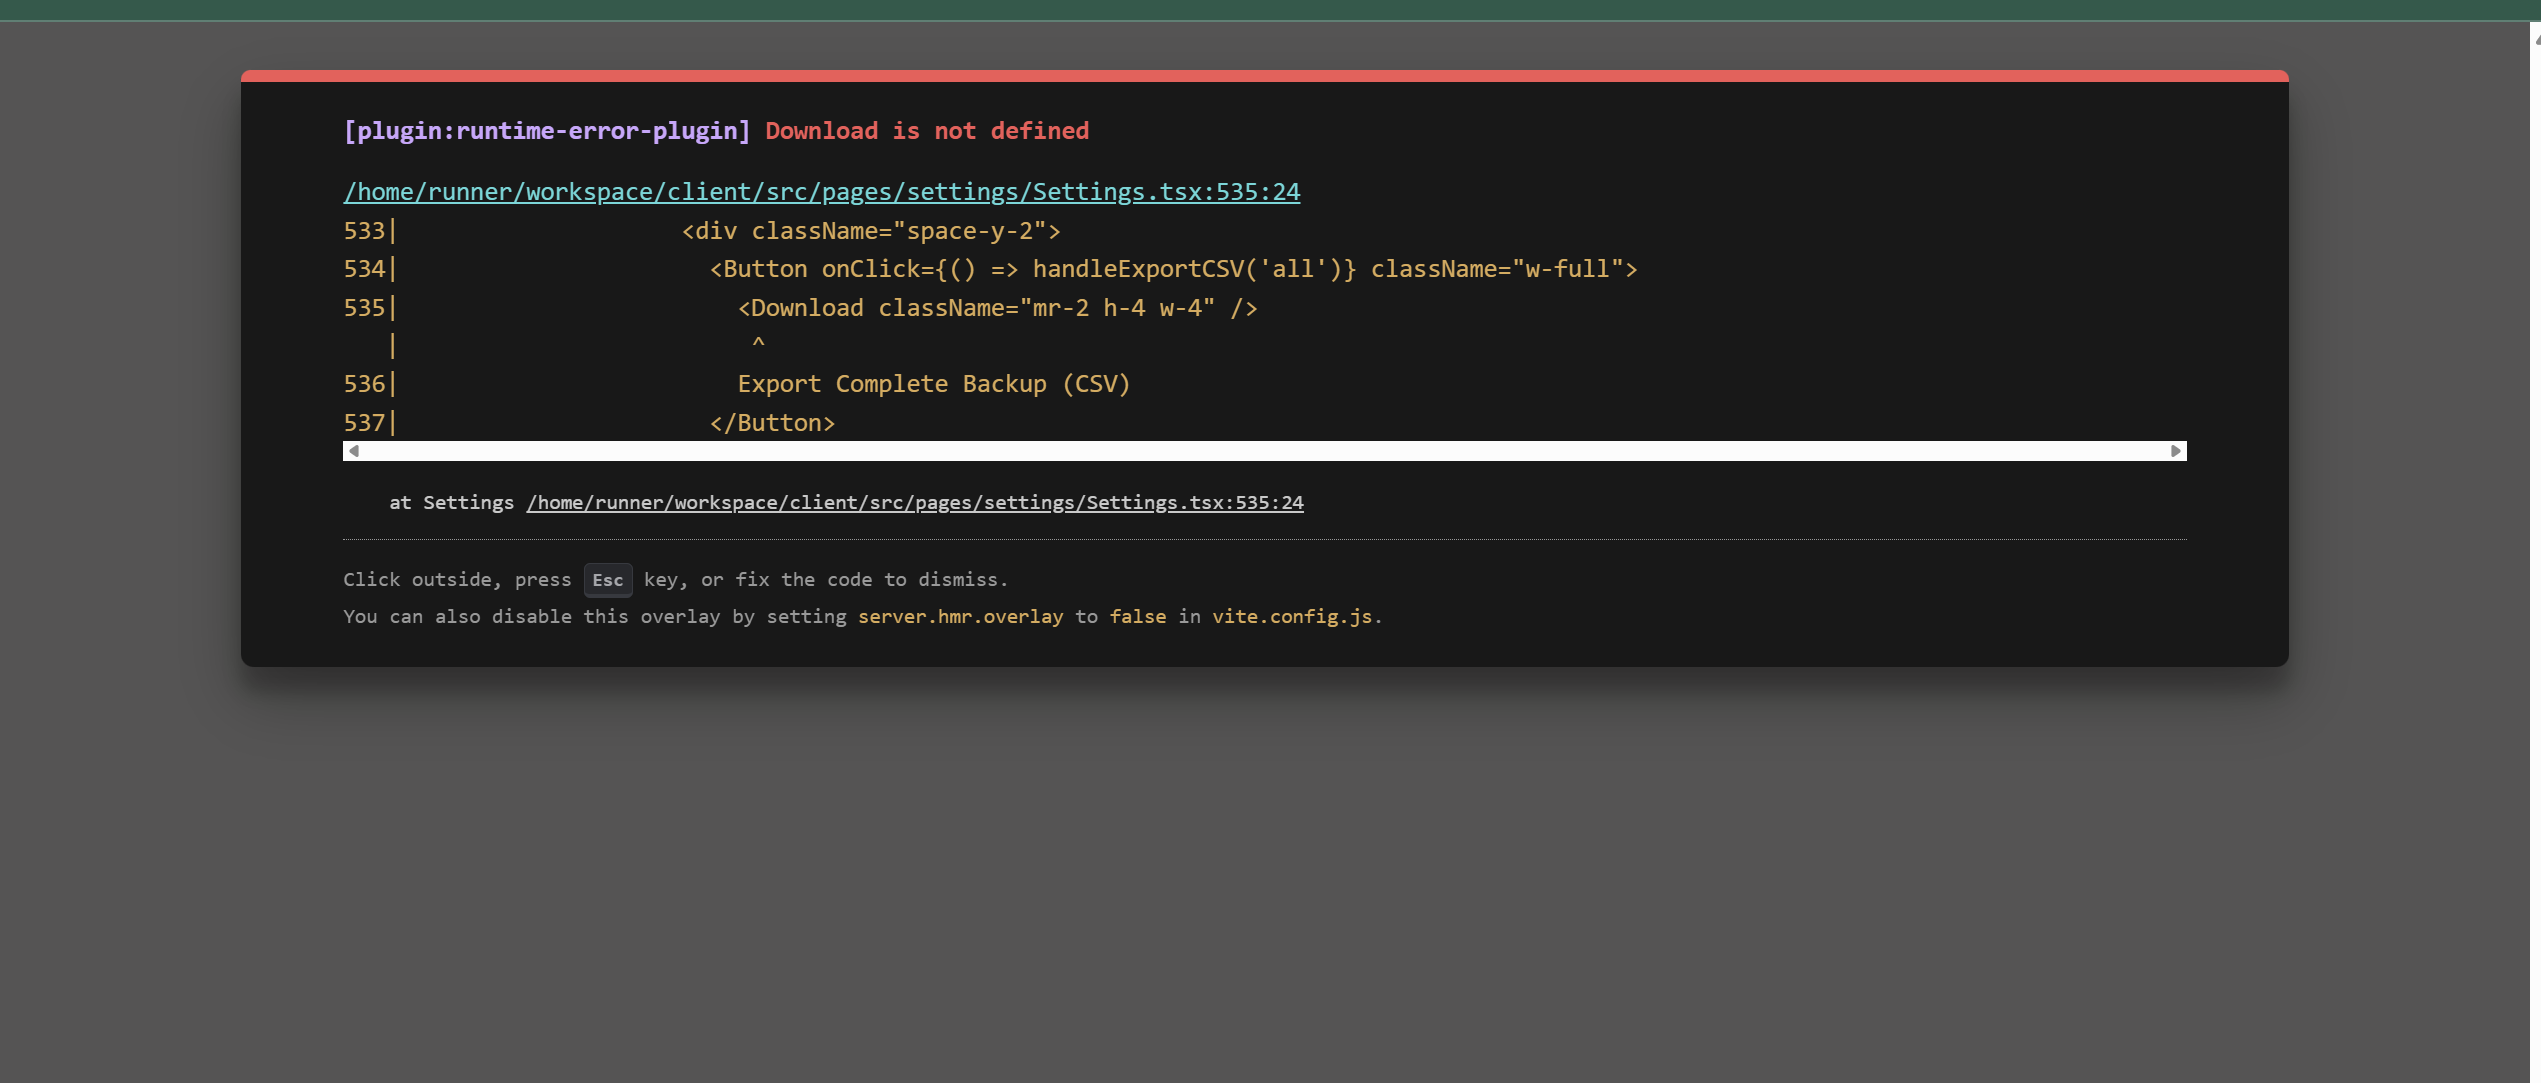 [plugin:runtime-error-plugin] Download is not defined
/home/runner/workspace/client/src/pages/settings/Settings.tsx:535:24
533|                    <div className="space-y-2">
534|                      <Button onClick={() => handleExportCSV('all')} className="w-full">
535|                        <Download className="mr-2 h-4 w-4" />
   |                         ^
536|                        Export Complete Backup (CSV)
537|                      </Button>
at Settings /home/runner/workspace/client/src/pages/settings/Settings.tsx:535:24
Click outside, press Esc key, or fix the code to dismiss.
You can also disable this overlay by setting server.hmr.overlay to false in vite.config.js.